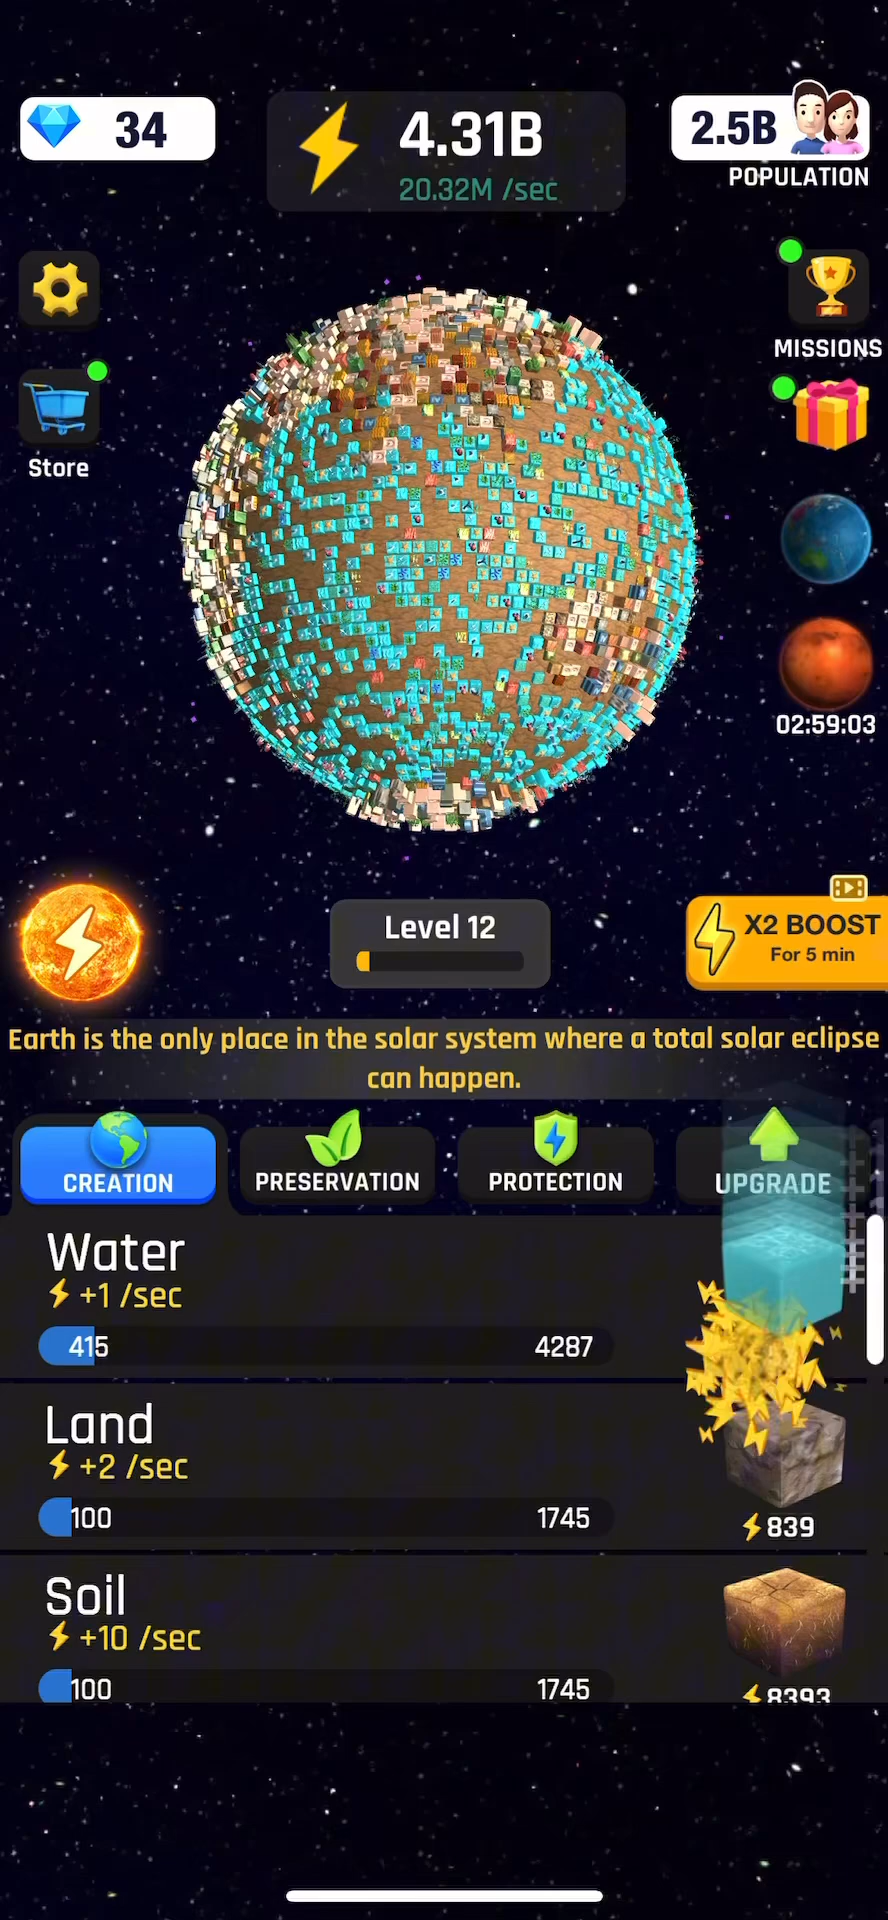 34
4.31B
20.32M /sec
2.5B
POPULATION
MISSIONS
Store
02:59:03
Level 12
X2 BOOST
For 5 min
Earth is the only place in the solar system where a total solar eclipse
can happen.
CREATION
PRESERVATION
PROTECTION
UPGRADE
Water
+1 /sec
415 4287
Land
+2 /sec
100 1745
839
Soil
+10 /sec
100 1745
8393